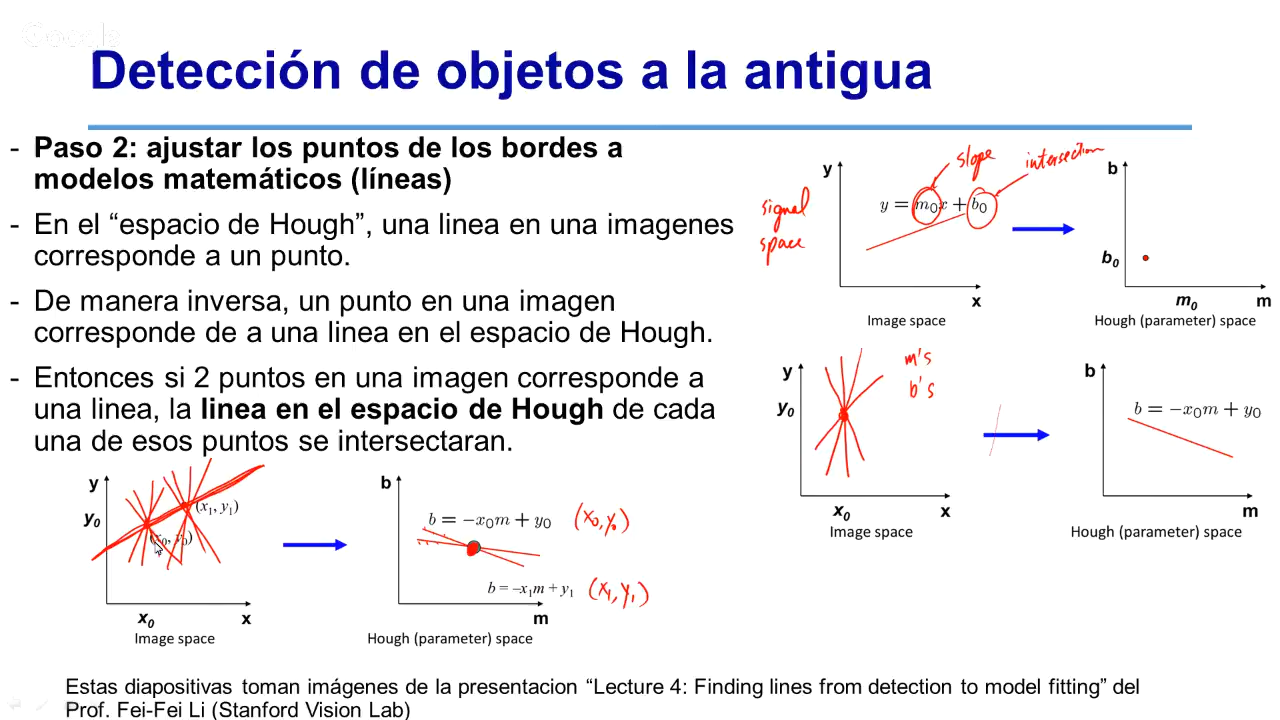 Google
Detección de objetos a la antigua
- Paso 2: ajustar los puntos de los bordes a
modelos matemáticos (líneas)
- En el “espacio de Hough”, una linea en una imagenes
corresponde a un punto.
- De manera inversa, un punto en una imagen
corresponde de a una linea en el espacio de Hough.
- Entonces si 2 puntos en una imagen corresponde a
una linea, la linea en el espacio de Hough de cada
una de esos puntos se intersectaran.
slope
intersection
signal
space
y
y = m₀x + b₀
x
Image space
b
b₀
m₀
m
Hough (parameter) space
m's
b's
y
y₀
x₀
x
Image space
b
b = −x₀m + y₀
m
Hough (parameter) space
y
y₀
(x₁, y₁)
(x₀, y₀)
x₀
x
Image space
b
b = −x₀m + y₀
(x₀, y₀)
b = −x₁m + y₁
(x₁, y₁)
m
Hough (parameter) space
Estas diapositivas toman imágenes de la presentacion “Lecture 4: Finding lines from detection to model fitting” del
Prof. Fei-Fei Li (Stanford Vision Lab)